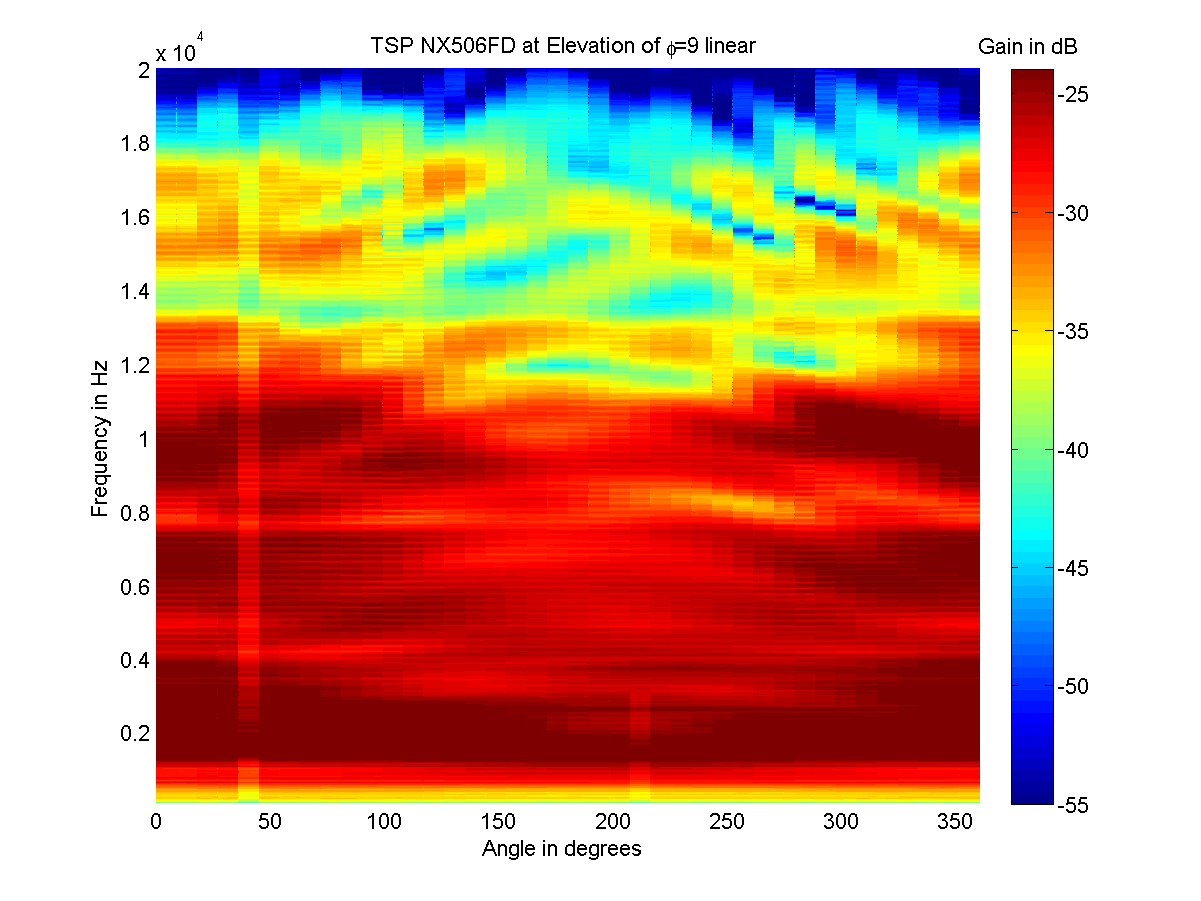 TSP NX506FD at Elevation of ϕ=9 linear
Gain in dB
x 10^4
2
1.8
1.6
1.4
1.2
1
0.8
0.6
0.4
0.2
Frequency in Hz
0 50 100 150 200 250 300 350
Angle in degrees
-25
-30
-35
-40
-45
-50
-55